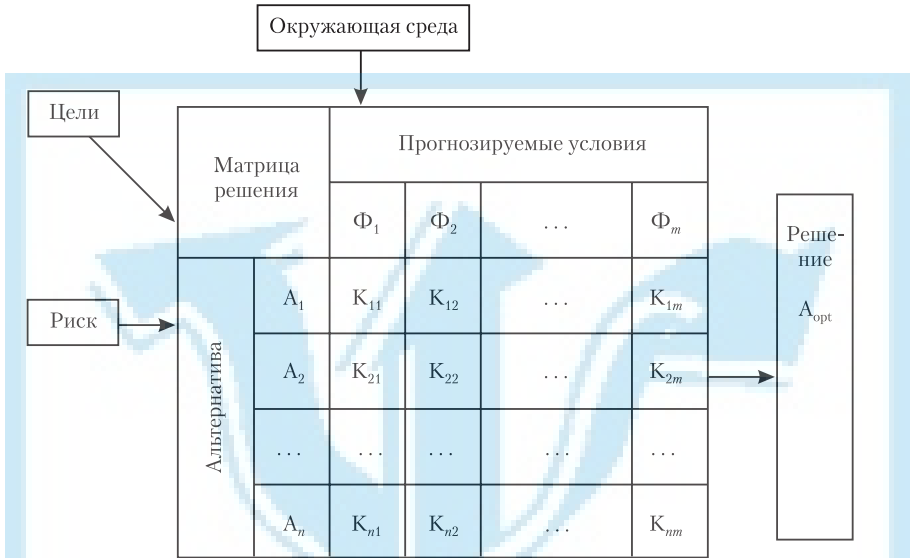 Окружающая среда
Цели
Прогнозируемые условия
Матрица
решения
Ф₁ Ф₂ ... Фₘ
Реше-
ние
Риск
A₁ K₁₁ K₁₂ ... K₁ₘ
A_opt
Альтернатива
A₂ K₂₁ K₂₂ ... K₂ₘ
... ... ... ... ...
Aₙ Kₙ₁ Kₙ₂ ... Kₙₘ